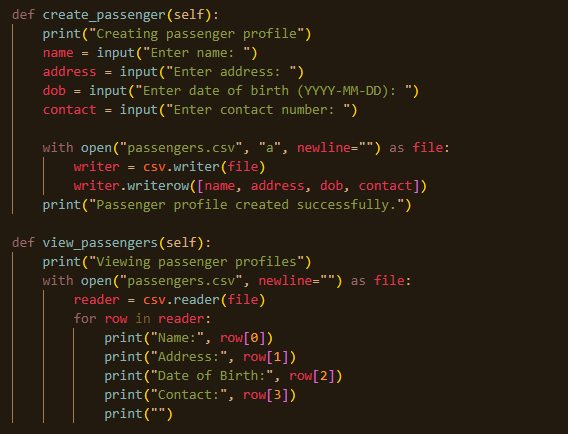 def create_passenger(self):
    print("Creating passenger profile")
    name = input("Enter name: ")
    address = input("Enter address: ")
    dob = input("Enter date of birth (YYYY-MM-DD): ")
    contact = input("Enter contact number: ")

    with open("passengers.csv", "a", newline="") as file:
        writer = csv.writer(file)
        writer.writerow([name, address, dob, contact])
    print("Passenger profile created successfully.")

def view_passengers(self):
    print("Viewing passenger profiles")
    with open("passengers.csv", newline="") as file:
        reader = csv.reader(file)
        for row in reader:
            print("Name:", row[0])
            print("Address:", row[1])
            print("Date of Birth:", row[2])
            print("Contact:", row[3])
            print("")